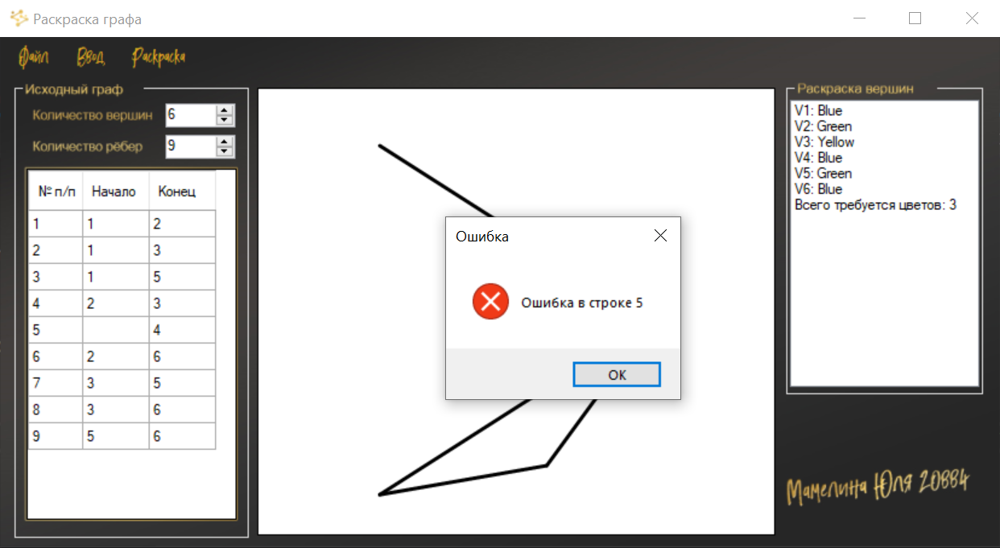 Раскраска графа
Файл Ввод Раскраска
Исходный граф
Количество вершин 6
Количество рёбер 9
№ п/п Начало Конец
1 1 2
2 1 3
3 1 5
4 2 3
5 4
6 2 6
7 3 5
8 3 6
9 5 6
Ошибка
Ошибка в строке 5
OK
Раскраска вершин
V1: Blue
V2: Green
V3: Yellow
V4: Blue
V5: Green
V6: Blue
Всего требуется цветов: 3
Мамелина Юля 20884